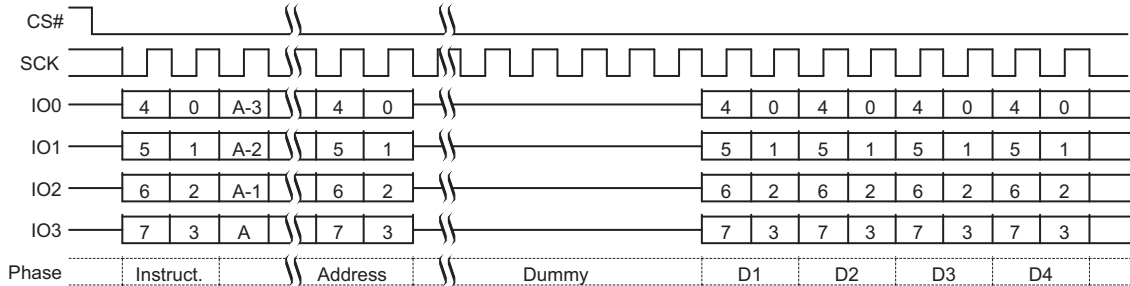 CS#
SCK
IO0 4 0 A-3 4 0 4 0 4 0 4 0 4 0
IO1 5 1 A-2 5 1 5 1 5 1 5 1 5 1
IO2 6 2 A-1 6 2 6 2 6 2 6 2 6 2
IO3 7 3 A 7 3 7 3 7 3 7 3 7 3
Phase Instruct. Address Dummy D1 D2 D3 D4